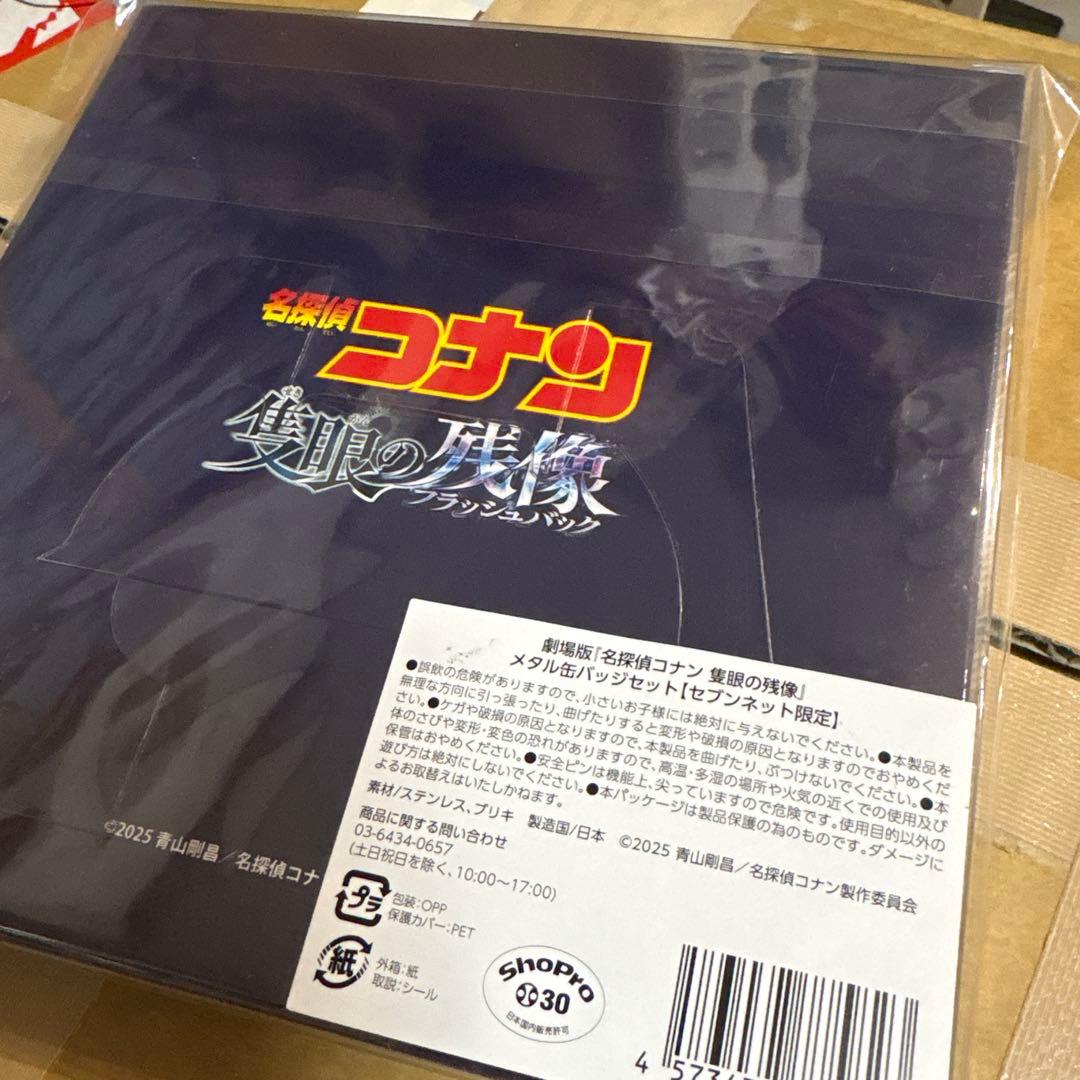 名探偵
コナン
せき がん
隻眼の残像
フラッシュバック
劇場版『名探偵コナン 隻眼の残像』
メタル缶バッジセット【セブンネット限定】
●誤飲の危険がありますので、小さいお子様には絶対に与えないでください。●本製品を
無理な方向に引っ張ったり、曲げたりすると変形や破損の原因となりますのでおやめくだ
さい。●ケガや破損の原因となりますので、本製品を曲げたり、ぶつけないでください。●本
体のさびや変形・変色の恐れがありますので、高温・多湿の場所や火気の近くでの使用及び
保管はおやめください。●安全ピンは機能上、尖っていますので危険です。使用目的以外の
遊び方は絶対にしないでください。●本パッケージは製品保護の為のものです。ダメージに
よるお取替えはいたしかねます。
素材/ステンレス、ブリキ 製造国/日本 ©2025 青山剛昌/名探偵コナン製作委員会
商品に関する問い合わせ
03-6434-0657
(土日祝日を除く、10:00〜17:00)
プラ
包装:OPP
保護カバー:PET
紙
外箱:紙
取説:シール
ShoPro
30
日本国内販売許可
©2025 青山剛昌/名探偵コナ
4 573